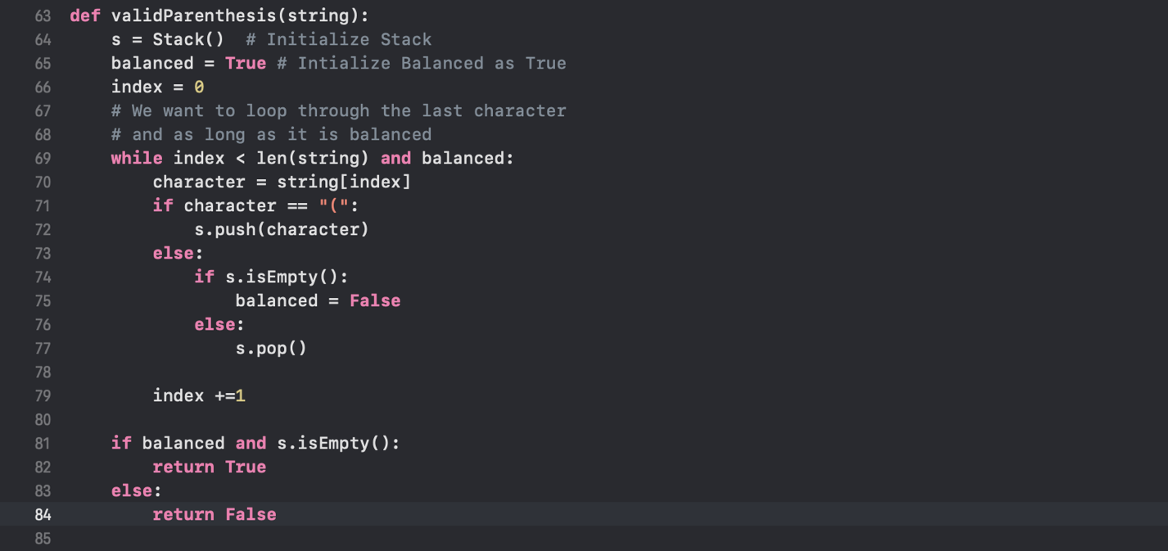 63 def validParenthesis(string):
64     s = Stack()  # Initialize Stack
65     balanced = True # Intialize Balanced as True
66     index = 0
67     # We want to loop through the last character
68     # and as long as it is balanced
69     while index < len(string) and balanced:
70         character = string[index]
71         if character == "(":
72             s.push(character)
73         else:
74             if s.isEmpty():
75                 balanced = False
76             else:
77                 s.pop()
78
79         index +=1
80
81     if balanced and s.isEmpty():
82         return True
83     else:
84         return False
85